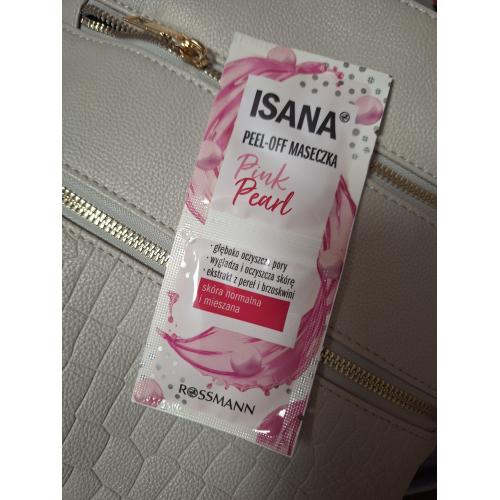 ISANA
PEEL-OFF MASECZKA
Pink
Pearl
· głęboko oczyszcza pory
· wygładza i oczyszcza skórę
· ekstrakt z pereł i brzoskwini
skóra normalna
i mieszana
ROSSMANN